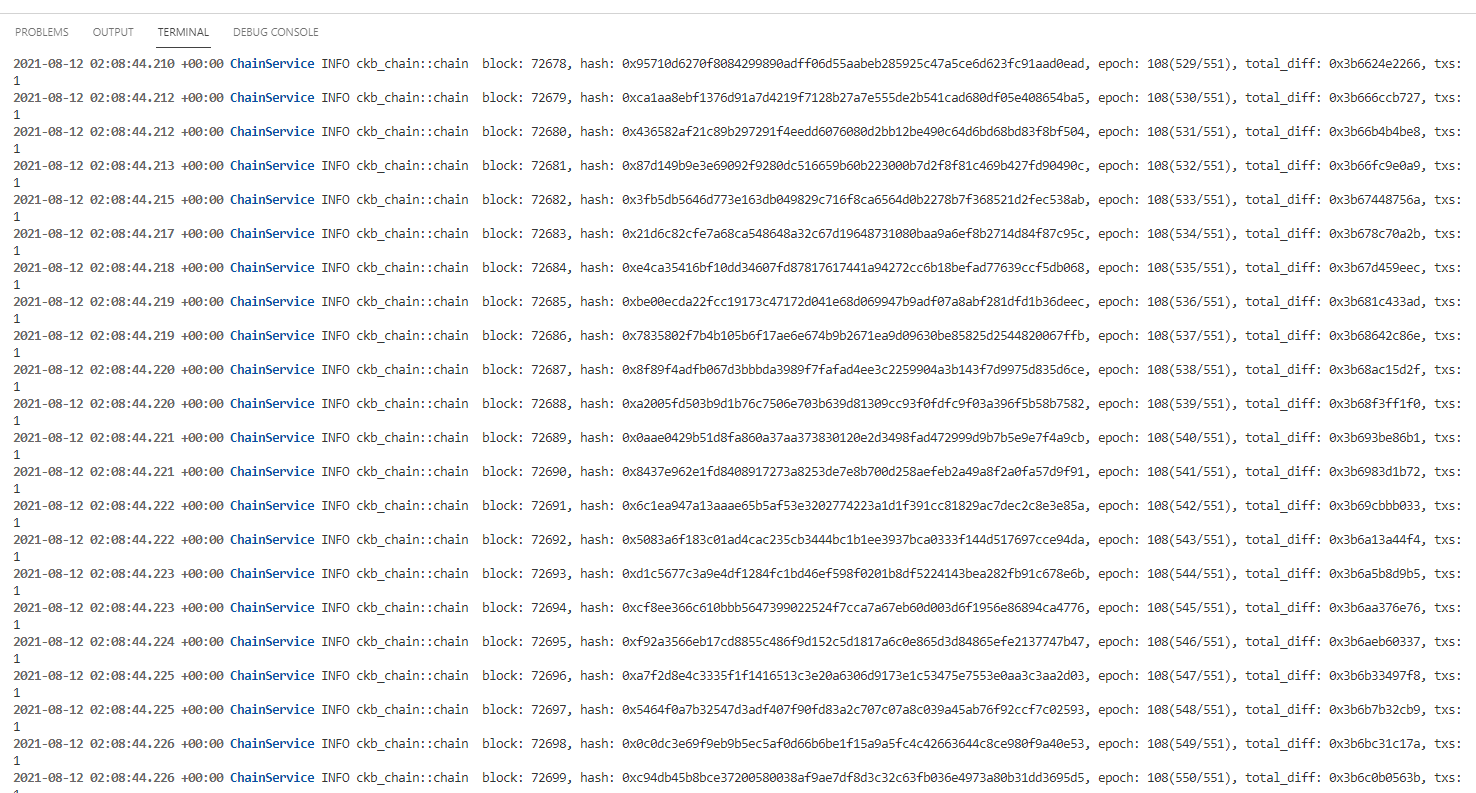 PROBLEMS OUTPUT TERMINAL DEBUG CONSOLE
2021-08-12 02:08:44.210 +00:00 ChainService INFO ckb_chain::chain  block: 72678, hash: 0x95710d6270f8084299890adff06d55aabeb285925c47a5ce6d623fc91aad0ead, epoch: 108(529/551), total_diff: 0x3b6624e2266, txs:
1
2021-08-12 02:08:44.212 +00:00 ChainService INFO ckb_chain::chain  block: 72679, hash: 0xca1aa8ebf1376d91a7d4219f7128b27a7e555de2b541cad680df05e408654ba5, epoch: 108(530/551), total_diff: 0x3b666ccb727, txs:
1
2021-08-12 02:08:44.212 +00:00 ChainService INFO ckb_chain::chain  block: 72680, hash: 0x436582af21c89b297291f4eedd6076080d2bb12be490c64d6bd68bd83f8bf504, epoch: 108(531/551), total_diff: 0x3b66b4b4be8, txs:
1
2021-08-12 02:08:44.213 +00:00 ChainService INFO ckb_chain::chain  block: 72681, hash: 0x87d149b9e3e69092f9280dc516659b60b223000b7d2f8f81c469b427fd90490c, epoch: 108(532/551), total_diff: 0x3b66fc9e0a9, txs:
1
2021-08-12 02:08:44.215 +00:00 ChainService INFO ckb_chain::chain  block: 72682, hash: 0x3fb5db5646d773e163db049829c716f8ca6564d0b2278b7f368521d2fec538ab, epoch: 108(533/551), total_diff: 0x3b67448756a, txs:
1
2021-08-12 02:08:44.217 +00:00 ChainService INFO ckb_chain::chain  block: 72683, hash: 0x21d6c82cfe7a68ca548648a32c67d19648731080baa9a6ef8b2714d84f87c95c, epoch: 108(534/551), total_diff: 0x3b678c70a2b, txs:
1
2021-08-12 02:08:44.218 +00:00 ChainService INFO ckb_chain::chain  block: 72684, hash: 0xe4ca35416bf10dd34607fd87817617441a94272cc6b18befad77639ccf5db068, epoch: 108(535/551), total_diff: 0x3b67d459eec, txs:
1
2021-08-12 02:08:44.219 +00:00 ChainService INFO ckb_chain::chain  block: 72685, hash: 0xbe00ecda22fcc19173c47172d041e68d069947b9adf07a8abf281dfd1b36deec, epoch: 108(536/551), total_diff: 0x3b681c433ad, txs:
1
2021-08-12 02:08:44.219 +00:00 ChainService INFO ckb_chain::chain  block: 72686, hash: 0x7835802f7b4b105b6f17ae6e674b9b2671ea9d09630be85825d2544820067ffb, epoch: 108(537/551), total_diff: 0x3b68642c86e, txs:
1
2021-08-12 02:08:44.220 +00:00 ChainService INFO ckb_chain::chain  block: 72687, hash: 0x8f89f4adfb067d3bbbda3989f7fafad4ee3c2259904a3b143f7d9975d835d6ce, epoch: 108(538/551), total_diff: 0x3b68ac15d2f, txs:
1
2021-08-12 02:08:44.220 +00:00 ChainService INFO ckb_chain::chain  block: 72688, hash: 0xa2005fd503b9d1b76c7506e703b639d81309cc93f0fdfc9f03a396f5b58b7582, epoch: 108(539/551), total_diff: 0x3b68f3ff1f0, txs:
1
2021-08-12 02:08:44.221 +00:00 ChainService INFO ckb_chain::chain  block: 72689, hash: 0x0aae0429b51d8fa860a37aa373830120e2d3498fad472999d9b7b5e9e7f4a9cb, epoch: 108(540/551), total_diff: 0x3b693be86b1, txs:
1
2021-08-12 02:08:44.221 +00:00 ChainService INFO ckb_chain::chain  block: 72690, hash: 0x8437e962e1fd8408917273a8253de7e8b700d258aefeb2a49a8f2a0fa57d9f91, epoch: 108(541/551), total_diff: 0x3b6983d1b72, txs:
1
2021-08-12 02:08:44.222 +00:00 ChainService INFO ckb_chain::chain  block: 72691, hash: 0x6c1ea947a13aaae65b5af53e3202774223a1d1f391cc81829ac7dec2c8e3e85a, epoch: 108(542/551), total_diff: 0x3b69cbbb033, txs:
1
2021-08-12 02:08:44.222 +00:00 ChainService INFO ckb_chain::chain  block: 72692, hash: 0x5083a6f183c01ad4cac235cb3444bc1b1ee3937bca0333f144d517697cce94da, epoch: 108(543/551), total_diff: 0x3b6a13a44f4, txs:
1
2021-08-12 02:08:44.223 +00:00 ChainService INFO ckb_chain::chain  block: 72693, hash: 0xd1c5677c3a9e4df1284fc1bd46ef598f0201b8df5224143bea282fb91c678e6b, epoch: 108(544/551), total_diff: 0x3b6a5b8d9b5, txs:
1
2021-08-12 02:08:44.223 +00:00 ChainService INFO ckb_chain::chain  block: 72694, hash: 0xcf8ee366c610bbb5647399022524f7cca7a67eb60d003d6f1956e86894ca4776, epoch: 108(545/551), total_diff: 0x3b6aa376e76, txs:
1
2021-08-12 02:08:44.224 +00:00 ChainService INFO ckb_chain::chain  block: 72695, hash: 0xf92a3566eb17cd8855c486f9d152c5d1817a6c0e865d3d84865efe2137747b47, epoch: 108(546/551), total_diff: 0x3b6aeb60337, txs:
1
2021-08-12 02:08:44.225 +00:00 ChainService INFO ckb_chain::chain  block: 72696, hash: 0xa7f2d8e4c3335f1f1416513c3e20a6306d9173e1c53475e7553e0aa3c3aa2d03, epoch: 108(547/551), total_diff: 0x3b6b33497f8, txs:
1
2021-08-12 02:08:44.225 +00:00 ChainService INFO ckb_chain::chain  block: 72697, hash: 0x5464f0a7b32547d3adf407f90fd83a2c707c07a8c039a45ab76f92ccf7c02593, epoch: 108(548/551), total_diff: 0x3b6b7b32cb9, txs:
1
2021-08-12 02:08:44.226 +00:00 ChainService INFO ckb_chain::chain  block: 72698, hash: 0x0c0dc3e69f9eb9b5ec5af0d66b6be1f15a9a5fc4c42663644c8ce980f9a40e53, epoch: 108(549/551), total_diff: 0x3b6bc31c17a, txs:
1
2021-08-12 02:08:44.226 +00:00 ChainService INFO ckb_chain::chain  block: 72699, hash: 0xc94db45b8bce37200580038af9ae7df8d3c32c63fb036e4973a80b31dd3695d5, epoch: 108(550/551), total_diff: 0x3b6c0b0563b, txs:
1